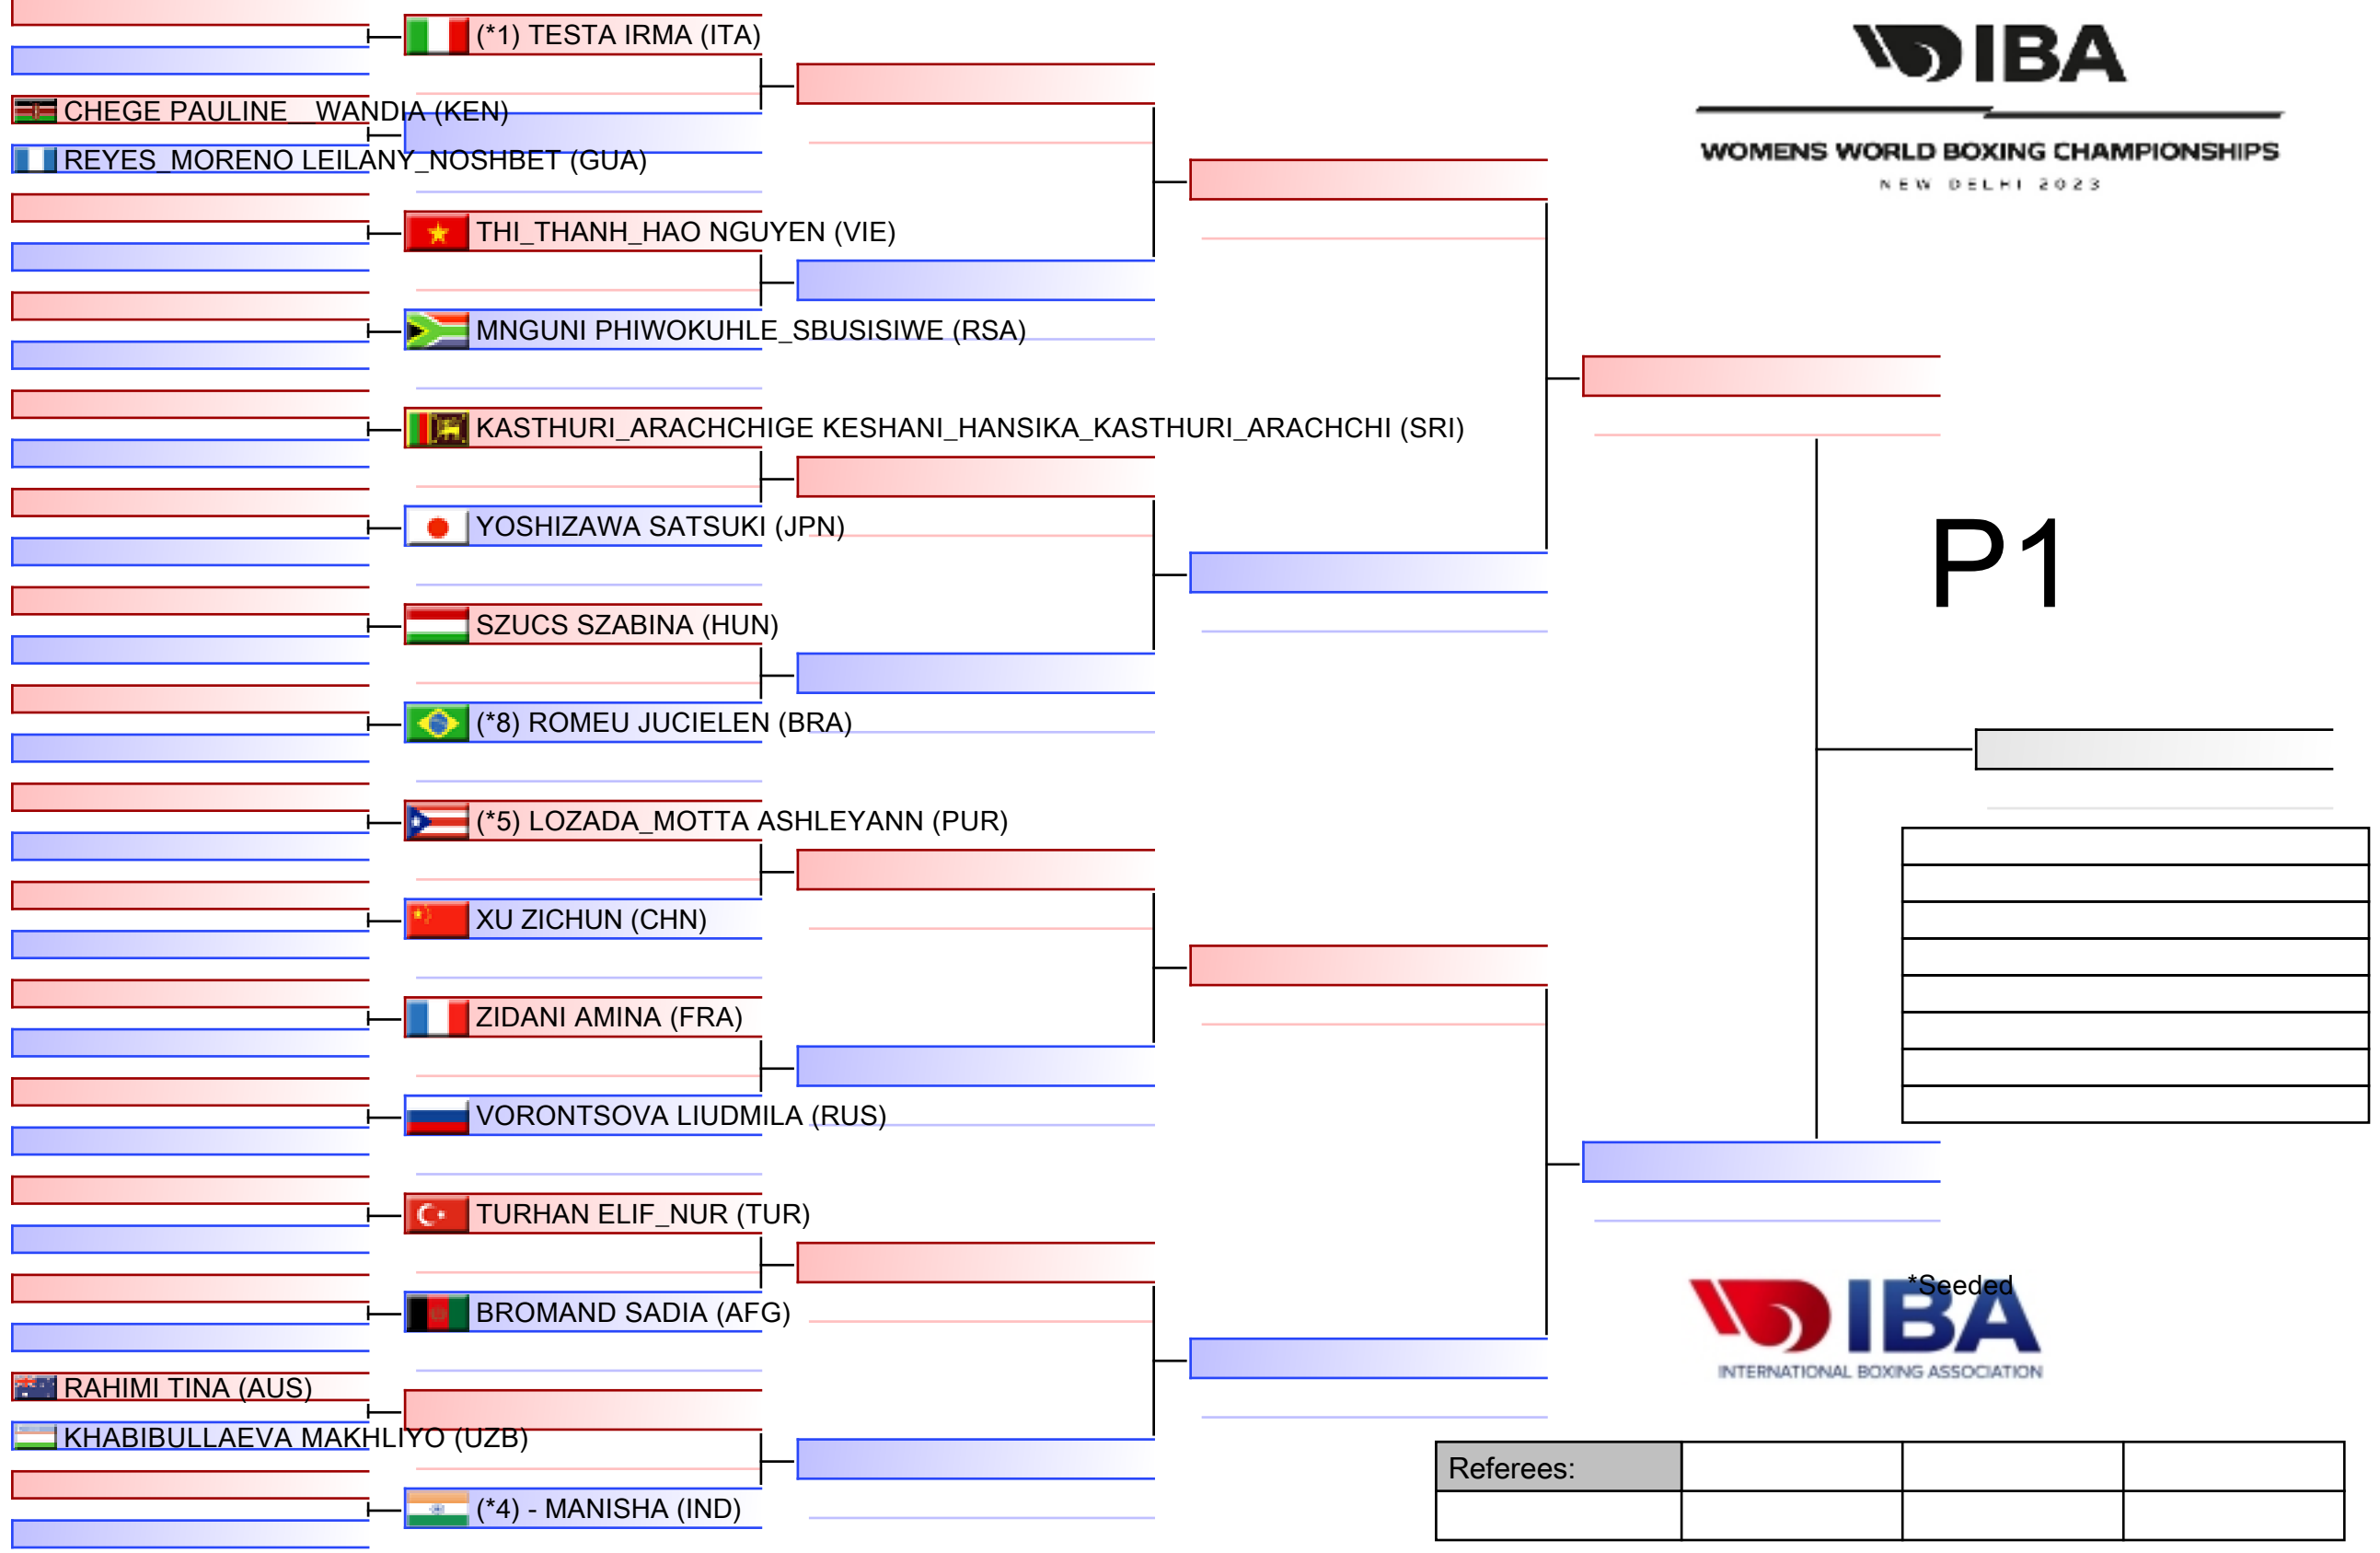 (*1) TESTA IRMA (ITA)
CHEGE PAULINE__WANDIA (KEN)
REYES_MORENO LEILANY_NOSHBET (GUA)
THI_THANH_HAO NGUYEN (VIE)
MNGUNI PHIWOKUHLE_SBUSISIWE (RSA)
KASTHURI_ARACHCHIGE KESHANI_HANSIKA_KASTHURI_ARACHCHI (SRI)
YOSHIZAWA SATSUKI (JPN)
SZUCS SZABINA (HUN)
(*8) ROMEU JUCIELEN (BRA)
(*5) LOZADA_MOTTA ASHLEYANN (PUR)
XU ZICHUN (CHN)
ZIDANI AMINA (FRA)
VORONTSOVA LIUDMILA (RUS)
TURHAN ELIF_NUR (TUR)
BROMAND SADIA (AFG)
RAHIMI TINA (AUS)
KHABIBULLAEVA MAKHLIYO (UZB)
(*4) - MANISHA (IND)
IBA
WOMENS WORLD BOXING CHAMPIONSHIPS
NEW DELHI 2023
P1
*Seeded
IBA
INTERNATIONAL BOXING ASSOCIATION
Referees: